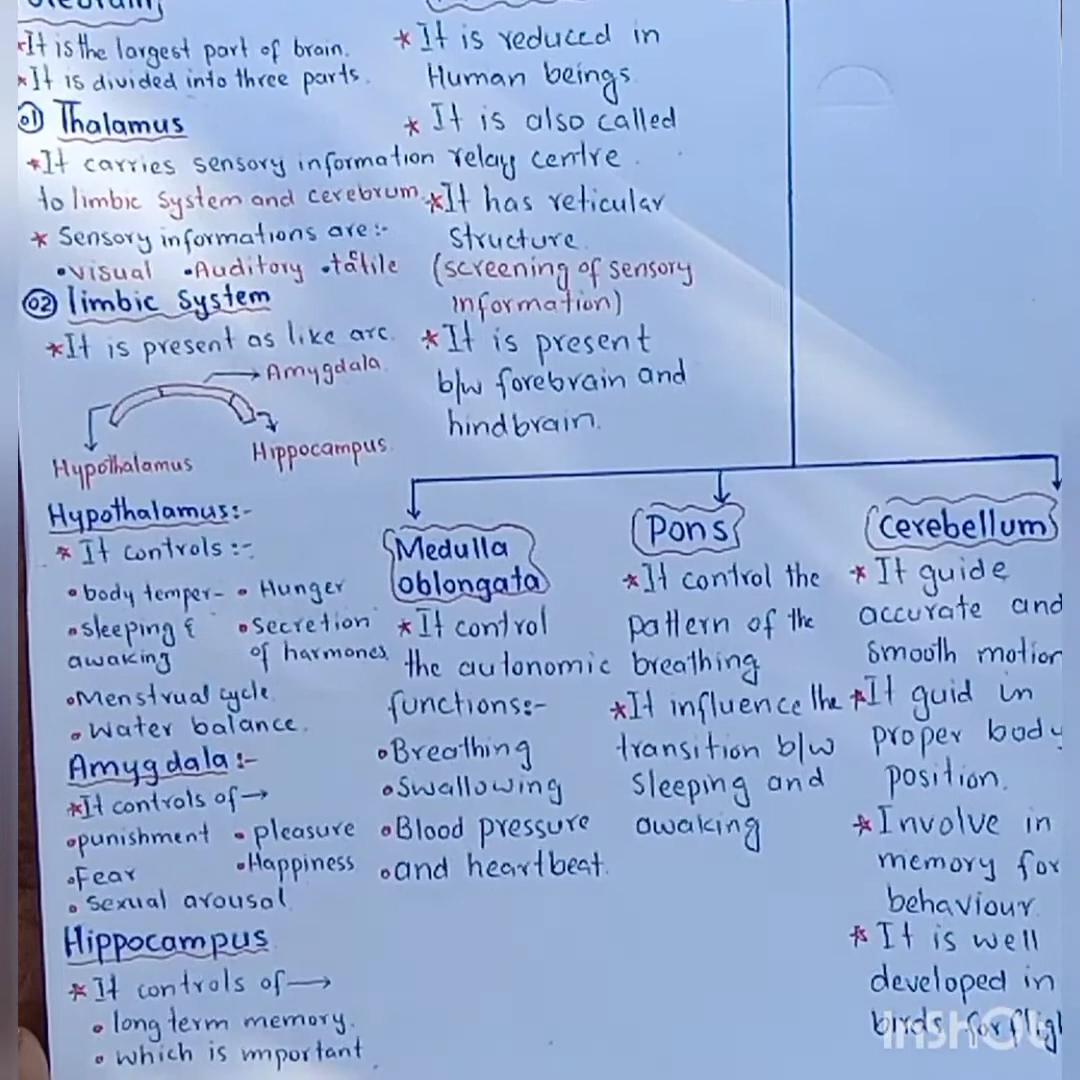 * It is the largest part of brain.
* It is divided into three parts.
01 Thalamus
* It carries sensory information
to limbic system and cerebrum
* Sensory informations are:-
• visual • Auditory • tactile
02 limbic system
* It is present as like arc.
Amygdala
Hypothalamus
Hippocampus
Hypothalamus:-
* It controls:-
• body temper- • Hunger
• sleeping & • secretion
awaking of harmones
• Menstrual cycle.
• water balance.
Amygdala:-
* It controls of →
• punishment • pleasure
• Fear • Happiness
• sexual arousal
Hippocampus
* It controls of →
• long term memory.
• which is important
* It is reduced in
Human beings.
* It is also called
relay centre.
* It has reticular
structure.
(screening of sensory
information)
* It is present
b/w forebrain and
hindbrain.
Medulla
oblongata
* It control
the autonomic
functions:-
• Breathing
• Swallowing
• Blood pressure
• and heartbeat.
Pons
* It control the
pattern of the
breathing
* It influence the
transition b/w
sleeping and
awaking
Cerebellum
* It guide
accurate and
smooth motion
* It guid in
proper body
position.
* Involve in
memory for
behaviour.
* It is well
developed in
birds for
InShOt